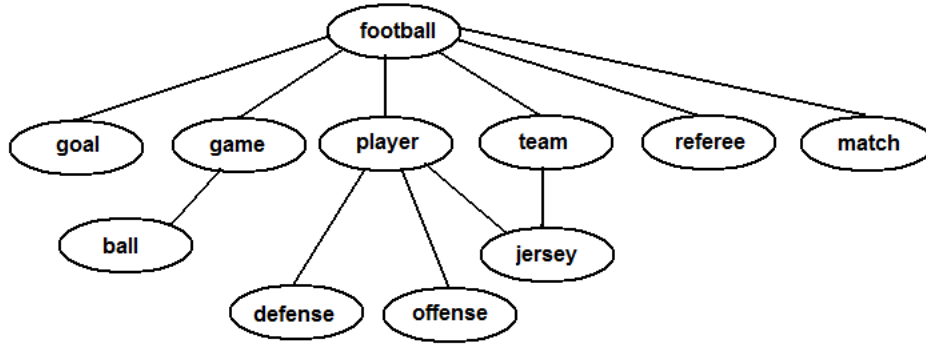 football
goal
game
player
team
referee
match
ball
jersey
defense
offense